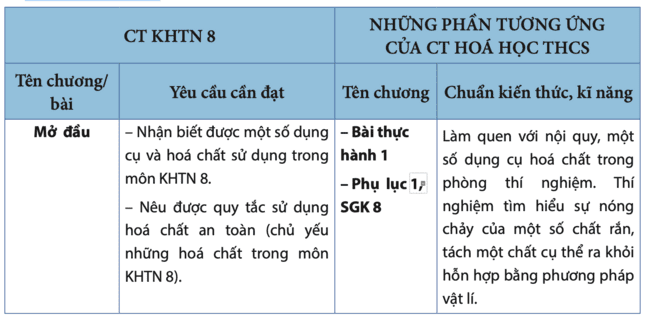 CT KHTN 8
NHỮNG PHẦN TƯƠNG ỨNG
CỦA CT HOÁ HỌC THCS
Tên chương/
bài
Yêu cầu cần đạt
Tên chương
Chuẩn kiến thức, kĩ năng
Mở đầu
– Nhận biết được một số dụng
cụ và hoá chất sử dụng trong
môn KHTN 8.
– Nêu được quy tắc sử dụng
hoá chất an toàn (chủ yếu
những hoá chất trong môn
KHTN 8).
– Bài thực
hành 1
– Phụ lục 1,
SGK 8
Làm quen với nội quy, một
số dụng cụ hoá chất trong
phòng thí nghiệm. Thí
nghiệm tìm hiểu sự nóng
chảy của một số chất rắn,
tách một chất cụ thể ra khỏi
hỗn hợp bằng phương pháp
vật lí.